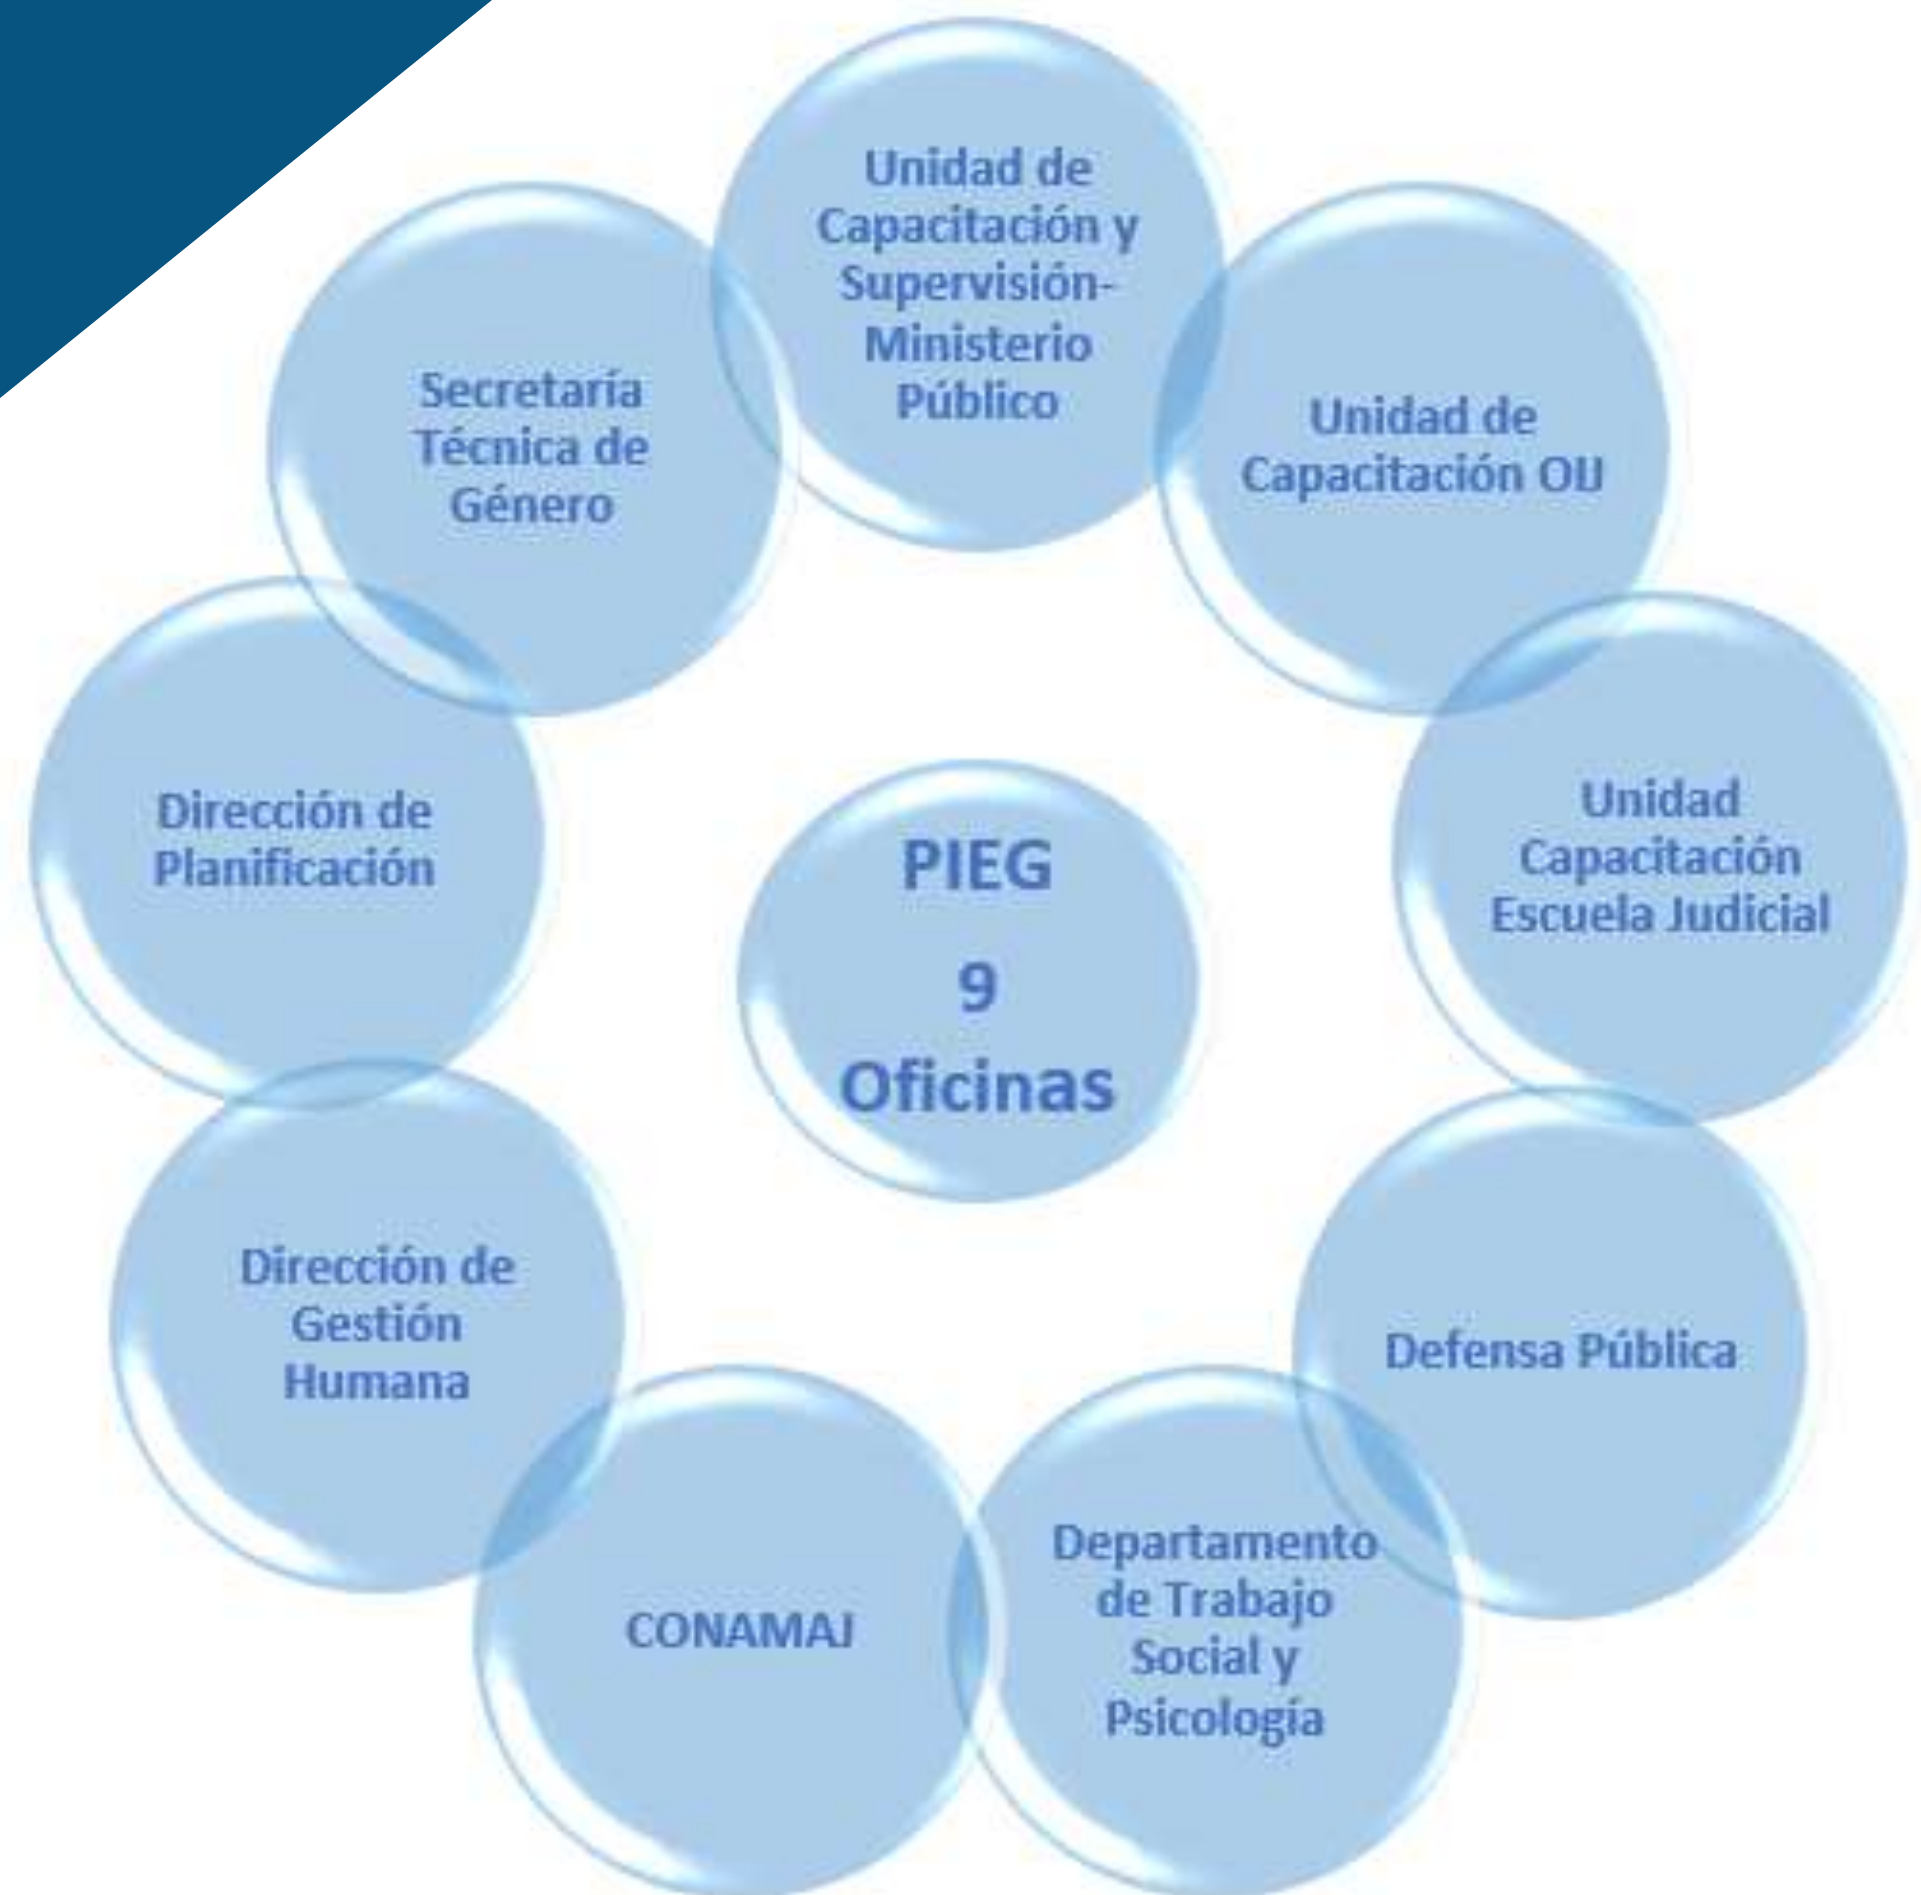 Unidad de
Capacitación y
Supervisión-
Ministerio
Público
Unidad de
Capacitación OIJ
Unidad
Capacitación
Escuela Judicial
Defensa Pública
Departamento
de Trabajo
Social y
Psicología
CONAMAJ
Dirección de
Gestión
Humana
Dirección de
Planificación
Secretaría
Técnica de
Género
PIEG
9
Oficinas